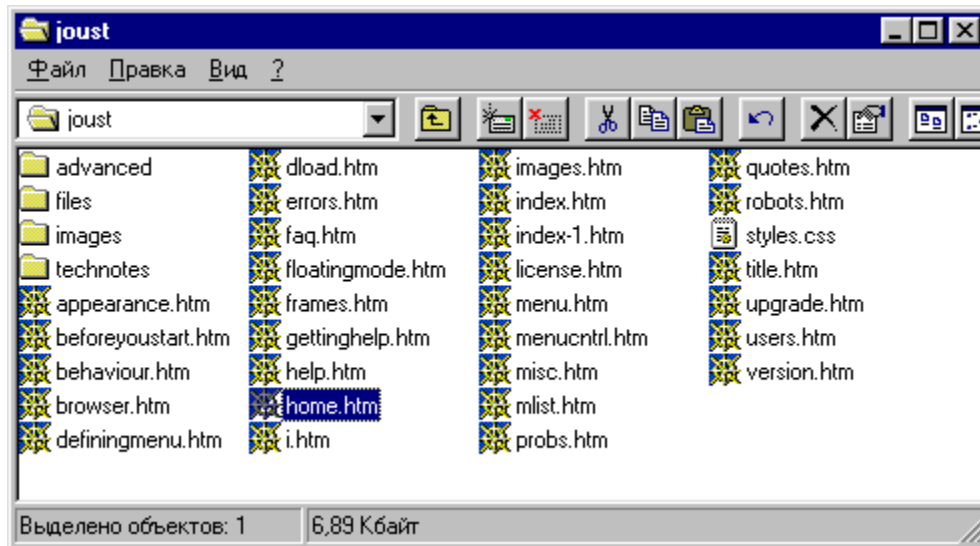 joust
Файл Правка Вид ?
joust
advanced dload.htm images.htm quotes.htm
files errors.htm index.htm robots.htm
images faq.htm index-1.htm styles.css
technotes floatingmode.htm license.htm title.htm
appearance.htm frames.htm menu.htm upgrade.htm
beforeyoustart.htm gettinghelp.htm menucntrl.htm users.htm
behaviour.htm help.htm misc.htm version.htm
browser.htm home.htm mlist.htm
definingmenu.htm i.htm probs.htm
Выделено объектов: 1 6,89 Кбайт